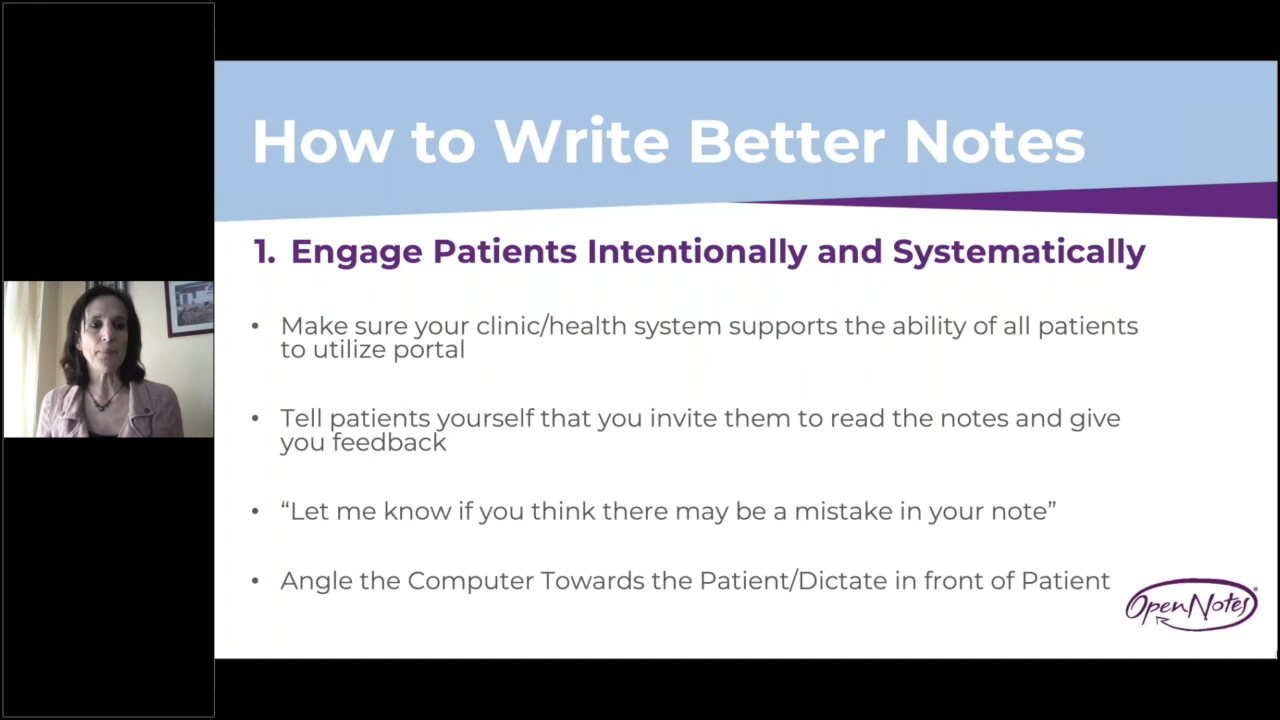 How to Write Better Notes
1. Engage Patients Intentionally and Systematically
• Make sure your clinic/health system supports the ability of all patients
to utilize portal
• Tell patients yourself that you invite them to read the notes and give
you feedback
• “Let me know if you think there may be a mistake in your note”
• Angle the Computer Towards the Patient/Dictate in front of Patient
OpenNotes®